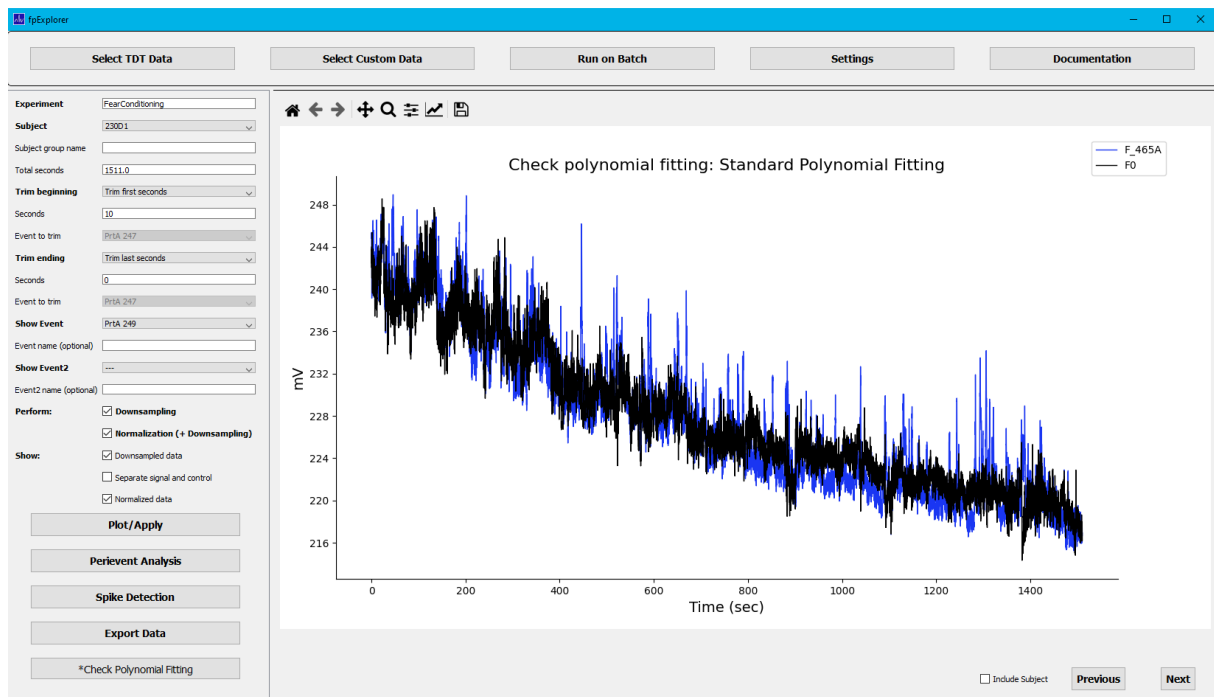 fpExplorer
Select TDT Data
Select Custom Data
Run on Batch
Settings
Documentation
Experiment FearConditioning
Subject 230D1
Subject group name
Total seconds 1511.0
Trim beginning Trim first seconds
Seconds 10
Event to trim PrtA 247
Trim ending Trim last seconds
Seconds 0
Event to trim PrtA 247
Show Event PrtA 249
Event name (optional)
Show Event2 ---
Event2 name (optional)
Perform: Downsampling
Normalization (+ Downsampling)
Show: Downsampled data
Separate signal and control
Normalized data
Plot/Apply
Perievent Analysis
Spike Detection
Export Data
*Check Polynomial Fitting
Check polynomial fitting: Standard Polynomial Fitting
F_465A
F0
248
244
240
236
232
228
224
220
216
mV
0 200 400 600 800 1000 1200 1400
Time (sec)
Include Subject
Previous
Next